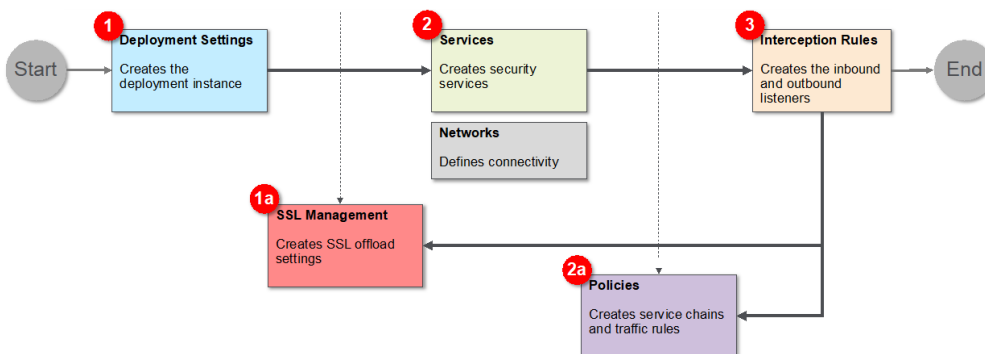 1
2
3
Start
Deployment Settings
Creates the
deployment instance
Services
Creates security
services
Interception Rules
Creates the inbound
and outbound
listeners
End
Networks
Defines connectivity
1a
SSL Management
Creates SSL offload
settings
2a
Policies
Creates service chains
and traffic rules